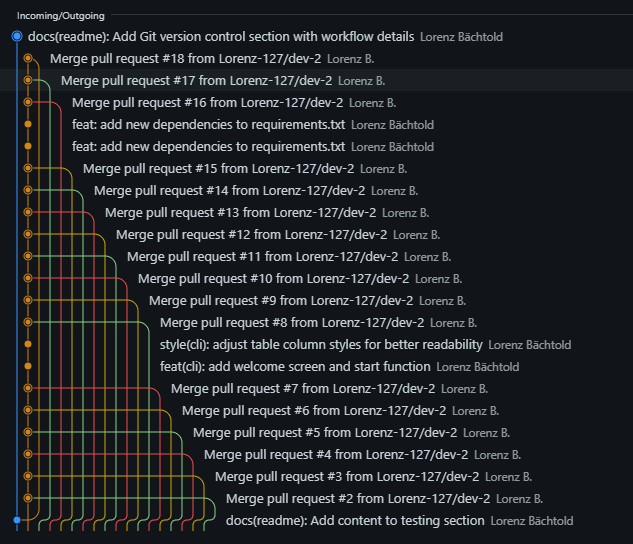 Incoming/Outgoing
docs(readme): Add Git version control section with workflow details Lorenz Bächtold
Merge pull request #18 from Lorenz-127/dev-2 Lorenz B.
Merge pull request #17 from Lorenz-127/dev-2 Lorenz B.
Merge pull request #16 from Lorenz-127/dev-2 Lorenz B.
feat: add new dependencies to requirements.txt Lorenz Bächtold
feat: add new dependencies to requirements.txt Lorenz Bächtold
Merge pull request #15 from Lorenz-127/dev-2 Lorenz B.
Merge pull request #14 from Lorenz-127/dev-2 Lorenz B.
Merge pull request #13 from Lorenz-127/dev-2 Lorenz B.
Merge pull request #12 from Lorenz-127/dev-2 Lorenz B.
Merge pull request #11 from Lorenz-127/dev-2 Lorenz B.
Merge pull request #10 from Lorenz-127/dev-2 Lorenz B.
Merge pull request #9 from Lorenz-127/dev-2 Lorenz B.
Merge pull request #8 from Lorenz-127/dev-2 Lorenz B.
style(cli): adjust table column styles for better readability Lorenz Bächtold
feat(cli): add welcome screen and start function Lorenz Bächtold
Merge pull request #7 from Lorenz-127/dev-2 Lorenz B.
Merge pull request #6 from Lorenz-127/dev-2 Lorenz B.
Merge pull request #5 from Lorenz-127/dev-2 Lorenz B.
Merge pull request #4 from Lorenz-127/dev-2 Lorenz B.
Merge pull request #3 from Lorenz-127/dev-2 Lorenz B.
Merge pull request #2 from Lorenz-127/dev-2 Lorenz B.
docs(readme): Add content to testing section Lorenz Bächtold